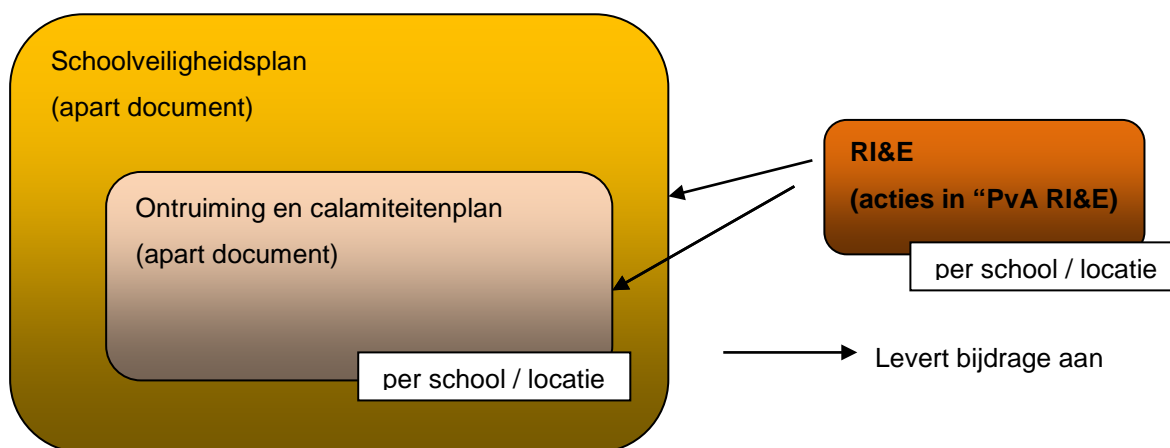 Schoolveiligheidsplan
(apart document)
Ontruiming en calamiteitenplan
(apart document)
per school / locatie
RI&E
(acties in “PvA RI&E)
per school / locatie
Levert bijdrage aan